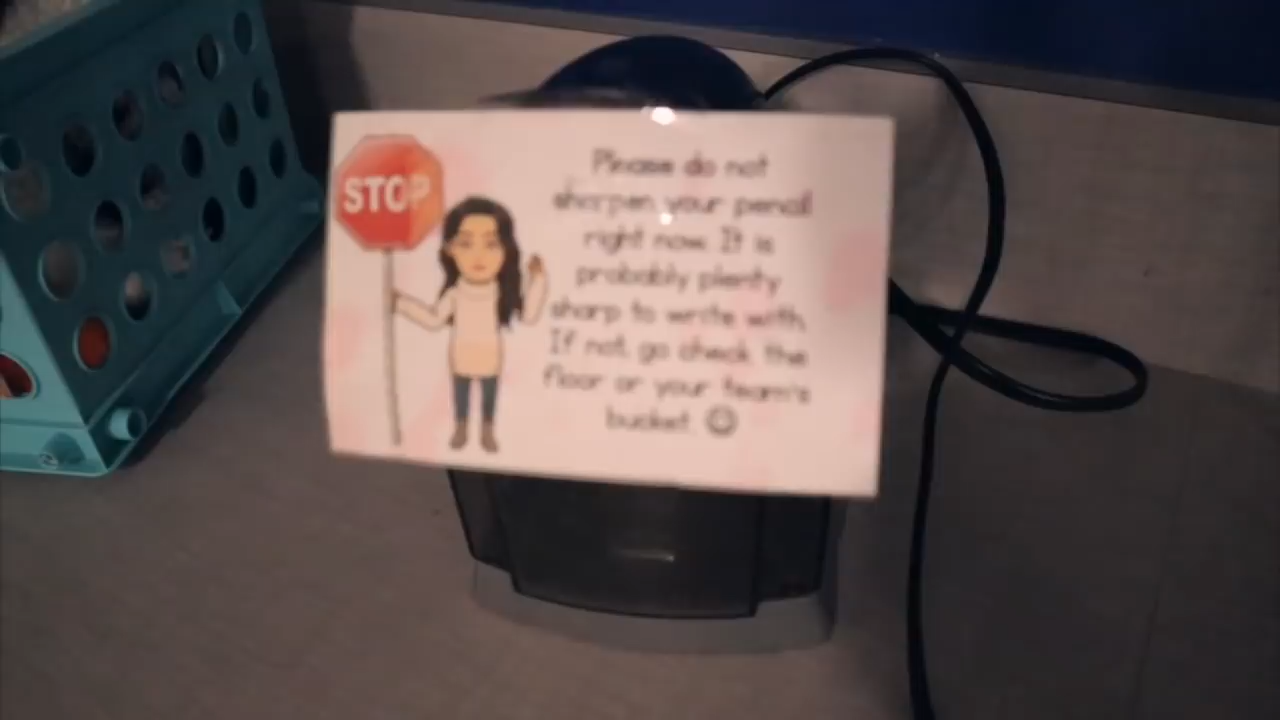 STOP
Please do not
sharpen your pencil
right now. It is
probably plenty
sharp to write with.
If not, go check the
floor or your team's
bucket. ☺